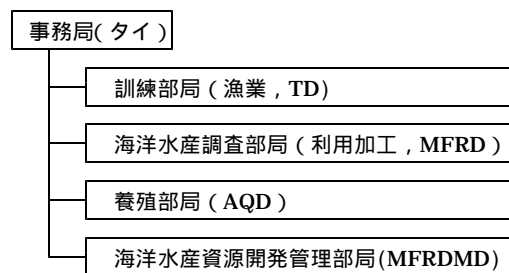 事務局(タイ)
訓練部局(漁業,TD)
海洋水産調査部局(利用加工,MFRD)
養殖部局(AQD)
海洋水産資源開発管理部局(MFRDMD)